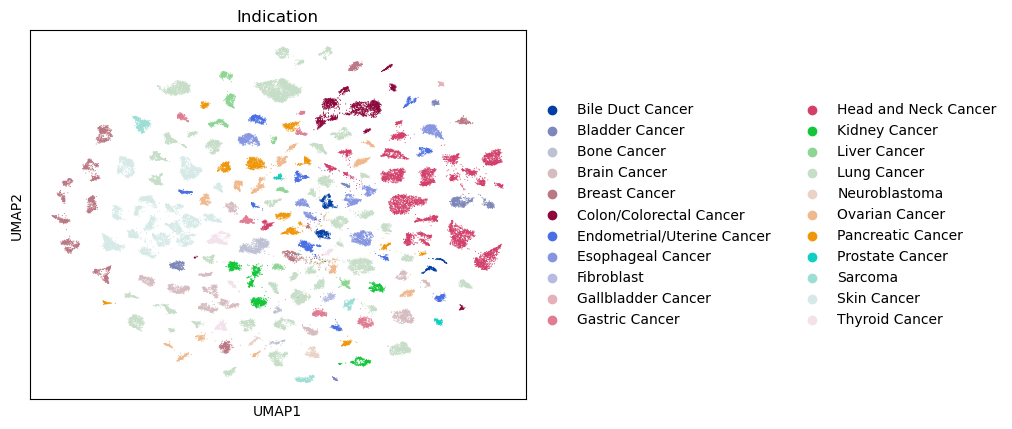 Indication
UMAP2
UMAP1
Bile Duct Cancer
Bladder Cancer
Bone Cancer
Brain Cancer
Breast Cancer
Colon/Colorectal Cancer
Endometrial/Uterine Cancer
Esophageal Cancer
Fibroblast
Gallbladder Cancer
Gastric Cancer
Head and Neck Cancer
Kidney Cancer
Liver Cancer
Lung Cancer
Neuroblastoma
Ovarian Cancer
Pancreatic Cancer
Prostate Cancer
Sarcoma
Skin Cancer
Thyroid Cancer